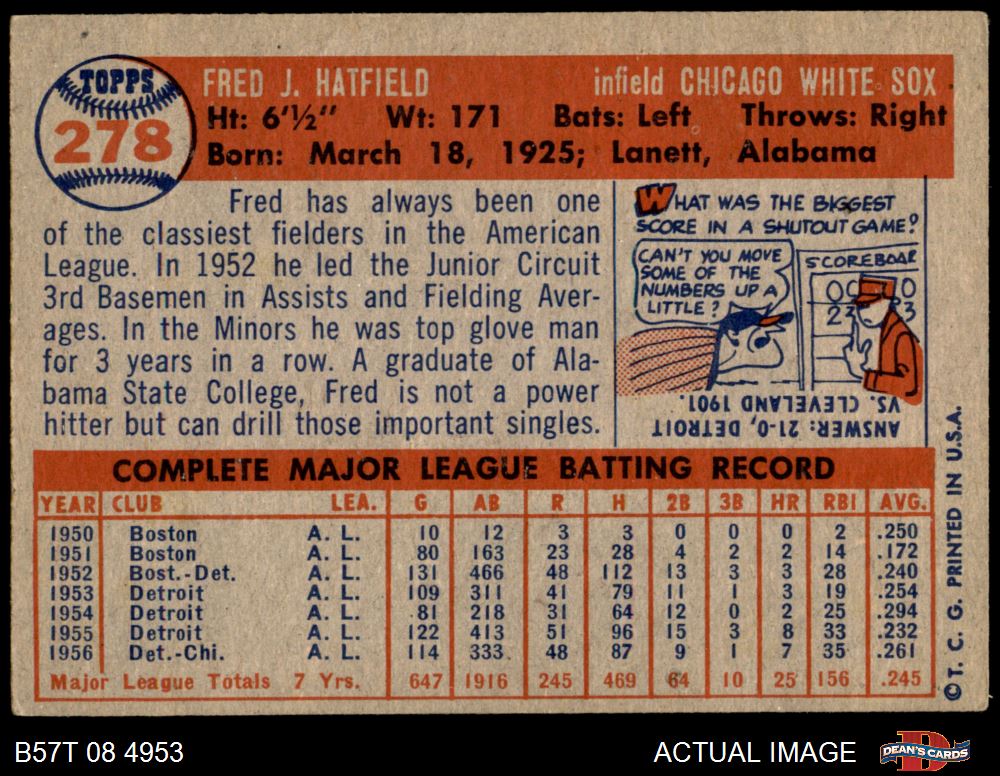 TOPPS
278
FRED J. HATFIELD infield CHICAGO WHITE SOX
Ht: 6'½" Wt: 171 Bats: Left Throws: Right
Born: March 18, 1925; Lanett, Alabama
Fred has always been one
of the classiest fielders in the American
League. In 1952 he led the Junior Circuit
3rd Basemen in Assists and Fielding Aver-
ages. In the Minors he was top glove man
for 3 years in a row. A graduate of Ala-
bama State College, Fred is not a power
hitter but can drill those important singles.
WHAT WAS THE BIGGEST
SCORE IN A SHUTOUT GAME?
CAN'T YOU MOVE
SOME OF THE
NUMBERS UP A
LITTLE?
SCOREBOAR
ANSWER: 21-0, DETROIT
VS. CLEVELAND 1901.
COMPLETE MAJOR LEAGUE BATTING RECORD
YEAR CLUB LEA. G AB R H 2B 3B HR RBI AVG.
1950 Boston A. L. 10 12 3 3 0 0 0 2 .250
1951 Boston A. L. 80 163 23 28 4 2 2 14 .172
1952 Bost.-Det. A. L. 131 466 48 112 13 3 3 28 .240
1953 Detroit A. L. 109 311 41 79 11 1 3 19 .254
1954 Detroit A. L. 81 218 31 64 12 0 2 25 .294
1955 Detroit A. L. 122 413 51 96 15 3 8 33 .232
1956 Det.-Chi. A. L. 114 333 48 87 9 1 7 35 .261
Major League Totals 7 Yrs. 647 1916 245 469 64 10 25 156 .245
©T. C. G. PRINTED IN U.S.A.
B57T 08 4953
ACTUAL IMAGE
DEAN'S CARDS